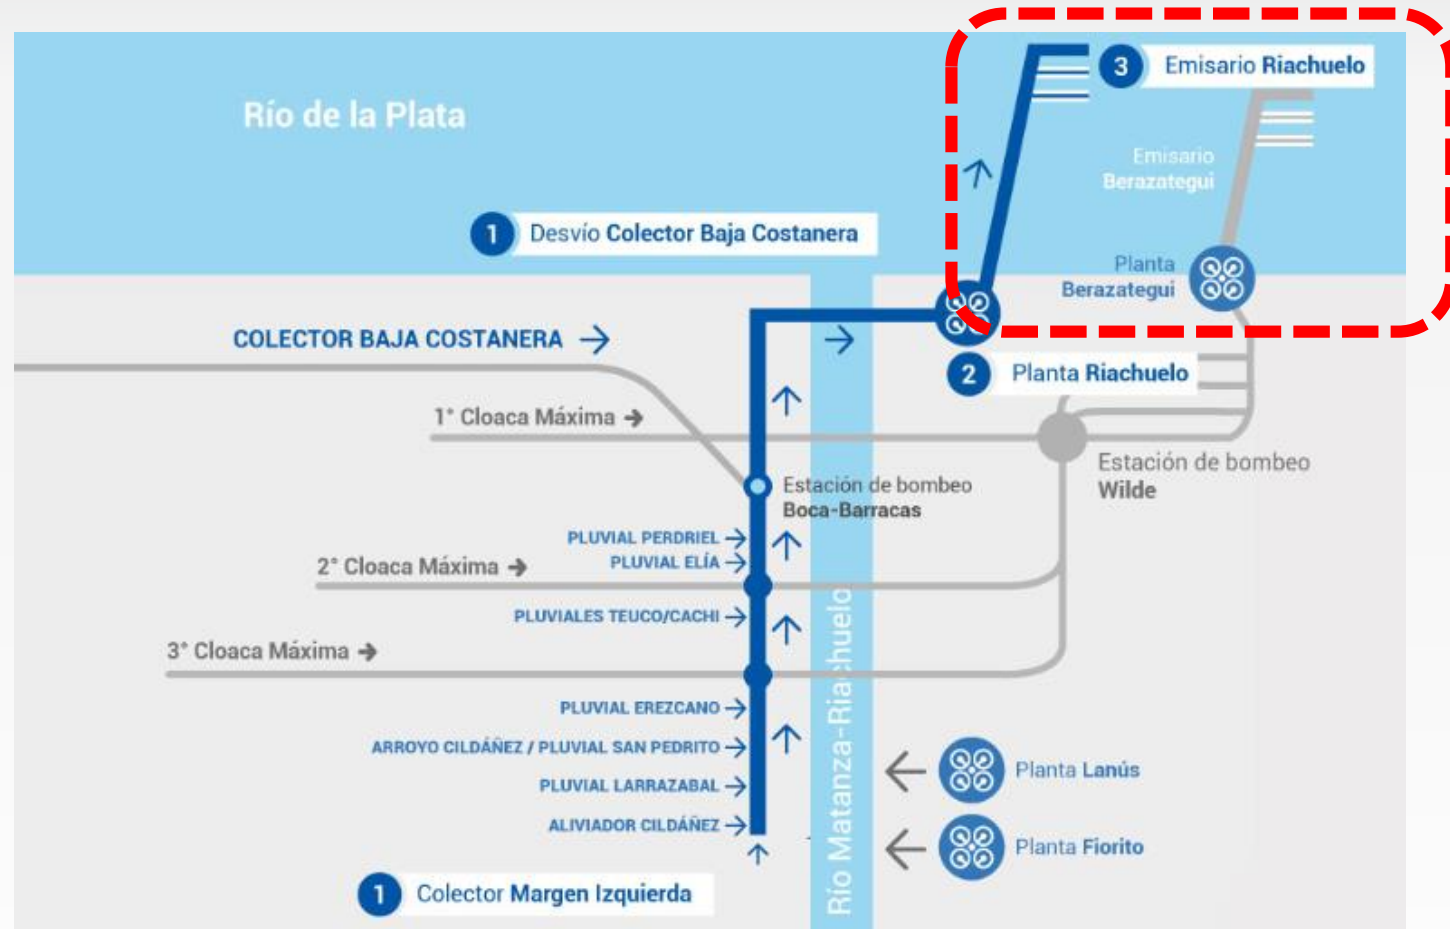 3 Emisario Riachuelo
Río de la Plata
Emisario
Berazategui
1 Desvío Colector Baja Costanera
Planta
Berazategui
COLECTOR BAJA COSTANERA →
2 Planta Riachuelo
1° Cloaca Máxima →
Estación de bombeo
Wilde
Estación de bombeo
Boca-Barracas
PLUVIAL PERDRIEL →
PLUVIAL ELÍA →
2° Cloaca Máxima →
PLUVIALES TEUCO/CACHI →
3° Cloaca Máxima →
Río Matanza-Riachuelo
PLUVIAL EREZCANO →
ARROYO CILDÁÑEZ / PLUVIAL SAN PEDRITO →
PLUVIAL LARRAZABAL →
ALIVIADOR CILDÁÑEZ →
Planta Lanús
Planta Fiorito
1 Colector Margen Izquierda